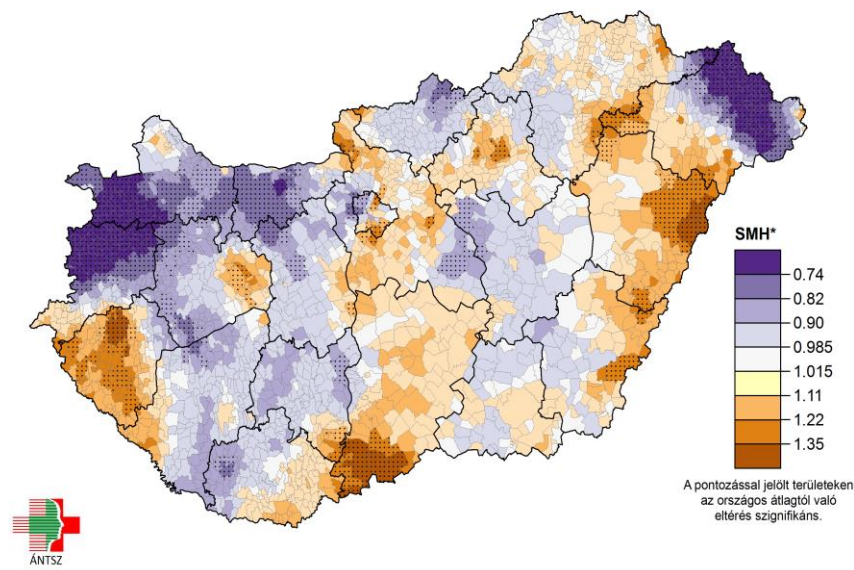 SMH*
0.74
0.82
0.90
0.985
1.015
1.11
1.22
1.35
A pontozással jelölt területeken
az országos átlagtól való
eltérés szignifikáns.
ÁNTSZ